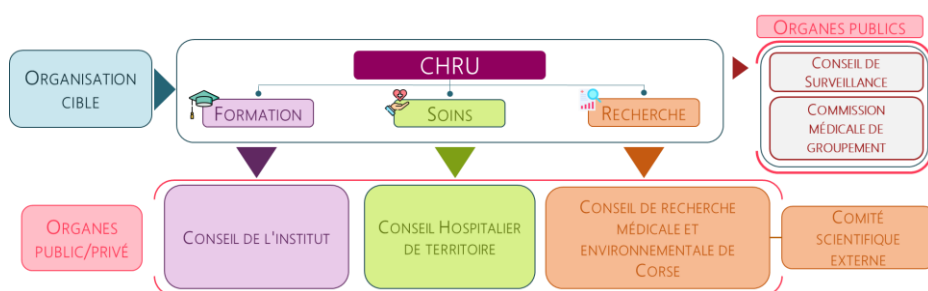 ORGANES PUBLICS
ORGANISATION
CIBLE
CHRU
FORMATION
SOINS
RECHERCHE
CONSEIL DE
SURVEILLANCE
COMMISSION
MÉDICALE DE
GROUPEMENT
ORGANES
PUBLIC/PRIVÉ
CONSEIL DE L'INSTITUT
CONSEIL HOSPITALIER
DE TERRITOIRE
CONSEIL DE RECHERCHE
MÉDICALE ET
ENVIRONNEMENTALE DE
CORSE
COMITÉ
SCIENTIFIQUE
EXTERNE